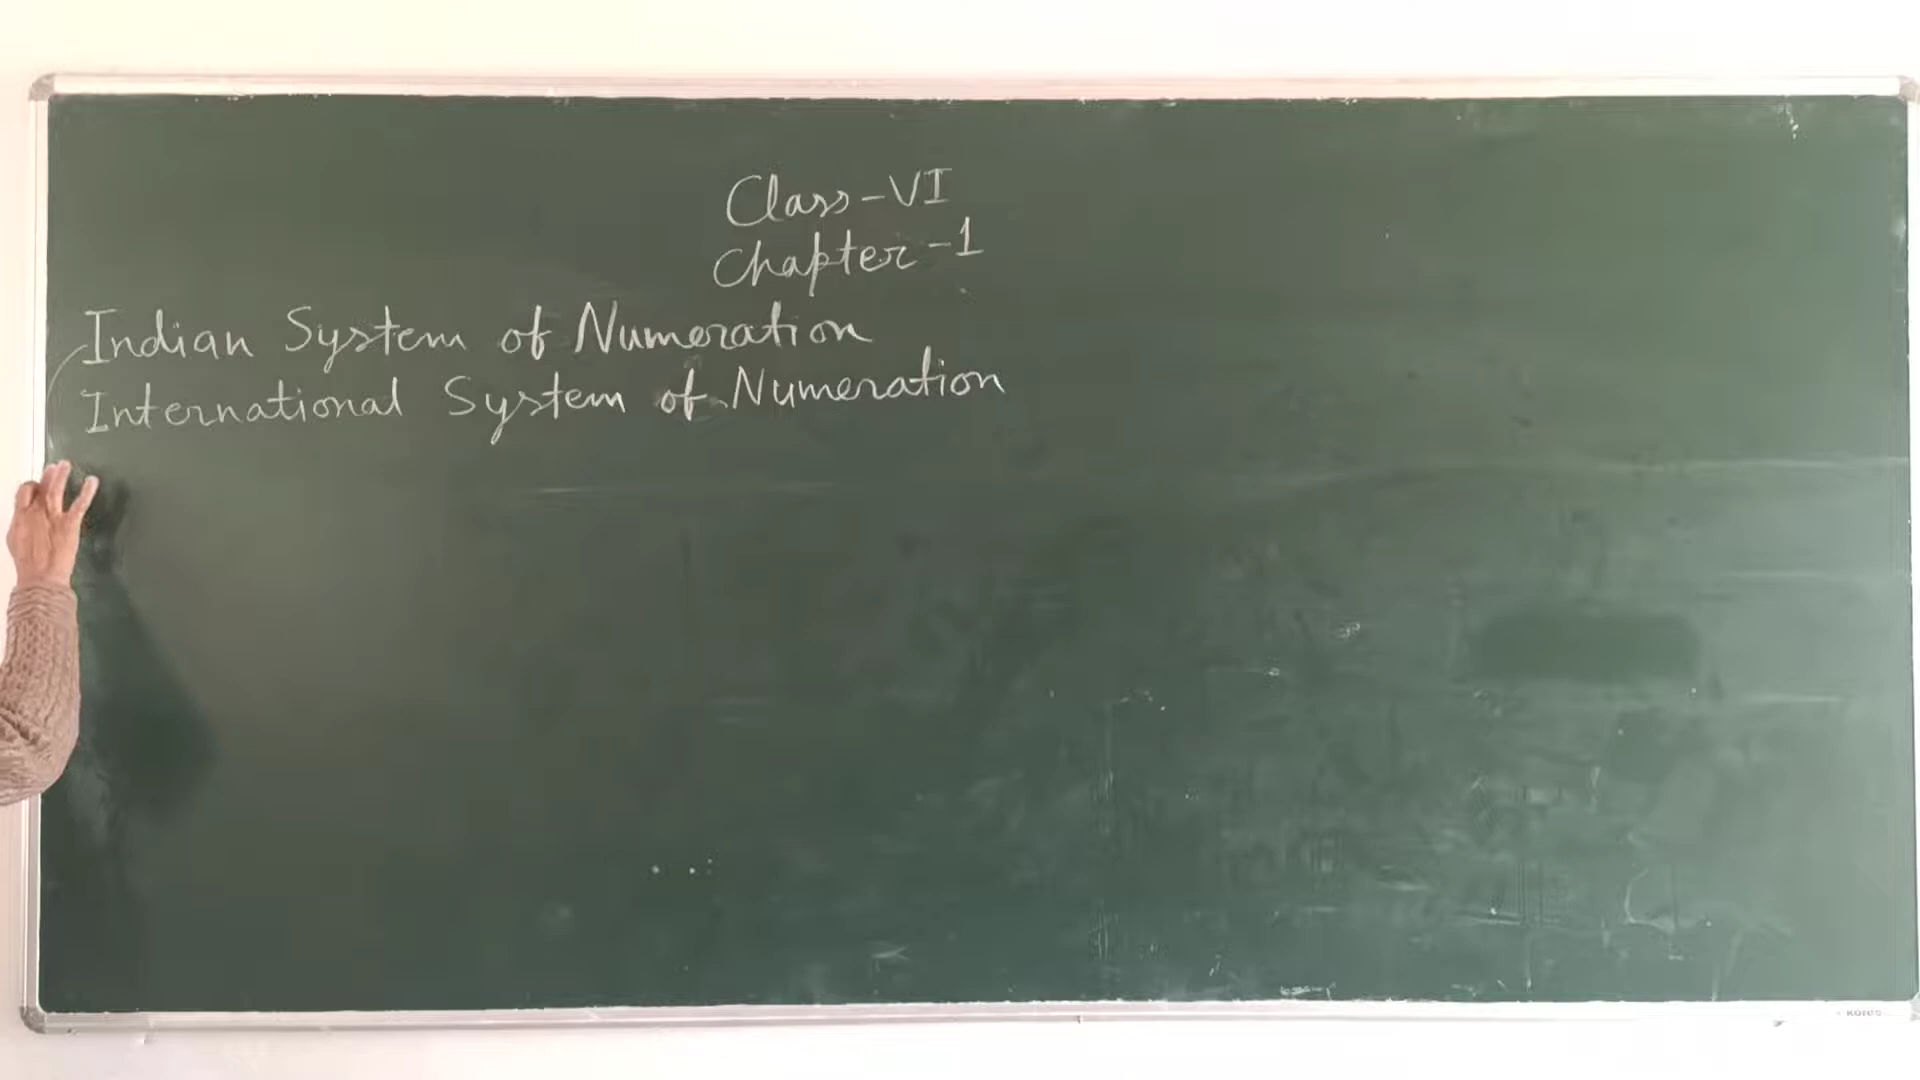 Class-VI
Chapter-1
Indian System of Numeration
International System of Numeration